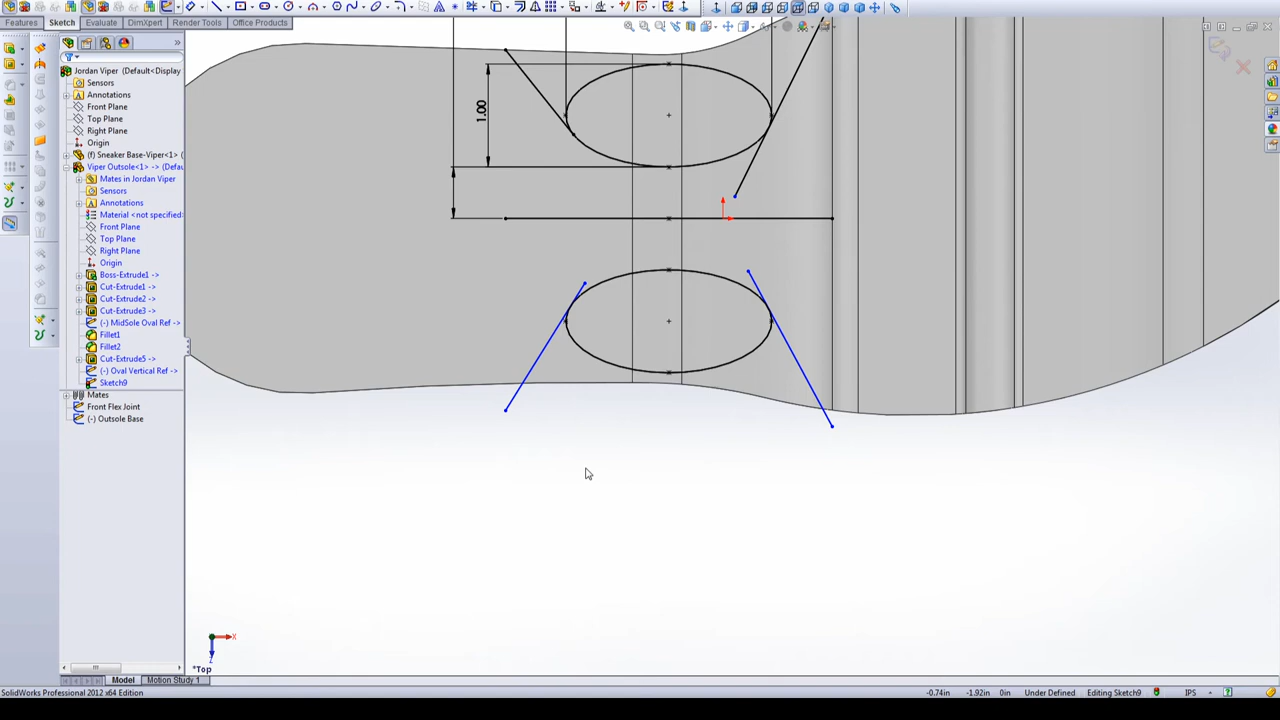 Features Sketch Evaluate DimXpert Render Tools Office Products
Jordan Viper (Default<Display
Sensors
Annotations
Front Plane
Top Plane
Right Plane
Origin
(f) Sneaker Base-Viper<1> (
Viper Outsole<1> -> (Defau
Mates in Jordan Viper
Sensors
Annotations
Material <not specified>
Front Plane
Top Plane
Right Plane
Origin
Boss-Extrude1 ->
Cut-Extrude1 ->
Cut-Extrude2 ->
Cut-Extrude3 ->
(-) MidSole Oval Ref ->
Fillet1
Fillet2
Cut-Extrude5 ->
(-) Oval Vertical Ref ->
Sketch9
Mates
Front Flex Joint
(-) Outsole Base
1.00
X
Z
*Top
Model Motion Study 1
SolidWorks Professional 2012 x64 Edition -0.74in -1.92in 0in Under Defined Editing Sketch9 IPS